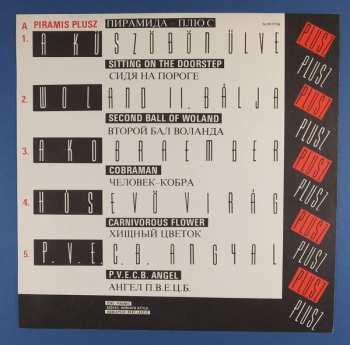 A PIRAMIS PLUSZ ПИРАМИДА – ПЛЮС
1. A KÜSZÖBÖN ÜLVE
SITTING ON THE DOORSTEP
СИДЯ НА ПОРОГЕ
2. WOLAND II. BÁLJA
SECOND BALL OF WOLAND
ВТОРОЙ БАЛ ВОЛАНДА
3. A KOBRAEMBER
COBRAMAN
ЧЕЛОВЕК-КОБРА
4. HÚSEVŐ VIRÁG
CARNIVOROUS FLOWER
ХИЩНЫЙ ЦВЕТОК
5. P.V.E.C.B. ANGYAL
P.V.E.C.B. ANGEL
АНГЕЛ П.В.Е.Ц.Б.
PLUSZ
PLUSZ
PLUSZ
PLUSZ
PLUSZ
PLUSZ
PLUSZ
PLUSZ
PLUSZ
PLUSZ